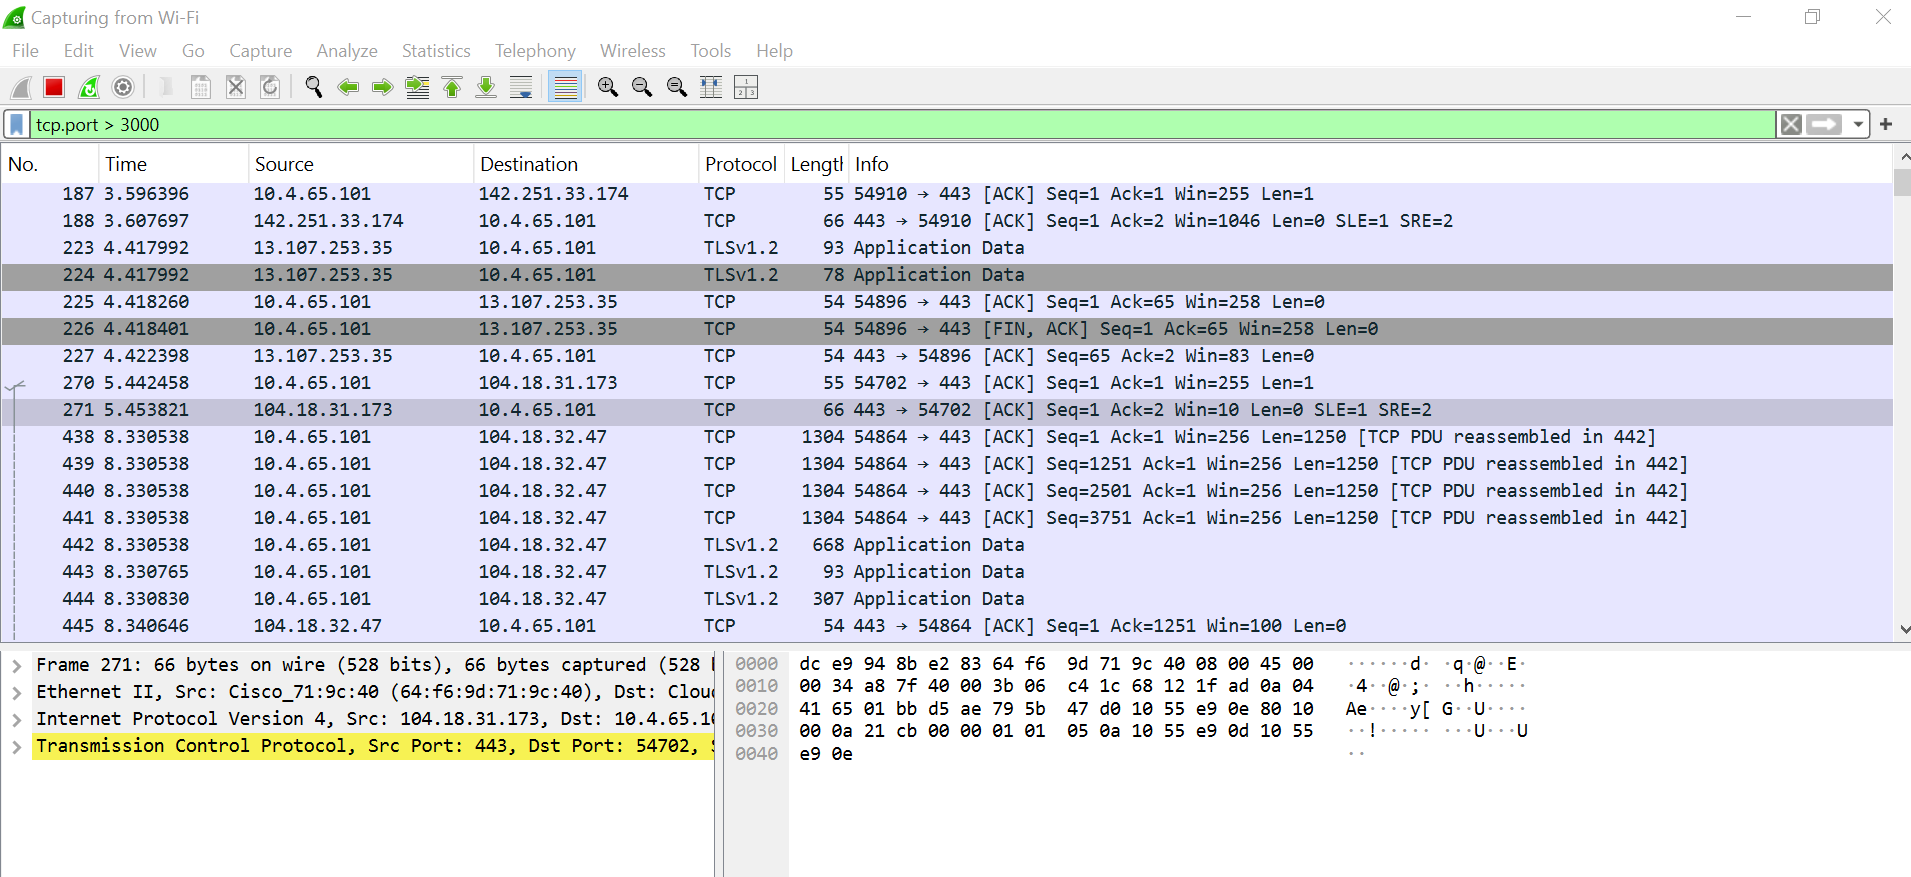 Capturing from Wi-Fi
File Edit View Go Capture Analyze Statistics Telephony Wireless Tools Help
tcp.port > 3000
No. Time Source Destination Protocol Length Info
187 3.596396 10.4.65.101 142.251.33.174 TCP 55 54910 → 443 [ACK] Seq=1 Ack=1 Win=255 Len=1
188 3.607697 142.251.33.174 10.4.65.101 TCP 66 443 → 54910 [ACK] Seq=1 Ack=2 Win=1046 Len=0 SLE=1 SRE=2
223 4.417992 13.107.253.35 10.4.65.101 TLSv1.2 93 Application Data
224 4.417992 13.107.253.35 10.4.65.101 TLSv1.2 78 Application Data
225 4.418260 10.4.65.101 13.107.253.35 TCP 54 54896 → 443 [ACK] Seq=1 Ack=65 Win=258 Len=0
226 4.418401 10.4.65.101 13.107.253.35 TCP 54 54896 → 443 [FIN, ACK] Seq=1 Ack=65 Win=258 Len=0
227 4.422398 13.107.253.35 10.4.65.101 TCP 54 443 → 54896 [ACK] Seq=65 Ack=2 Win=83 Len=0
270 5.442458 10.4.65.101 104.18.31.173 TCP 55 54702 → 443 [ACK] Seq=1 Ack=1 Win=255 Len=1
271 5.453821 104.18.31.173 10.4.65.101 TCP 66 443 → 54702 [ACK] Seq=1 Ack=2 Win=10 Len=0 SLE=1 SRE=2
438 8.330538 10.4.65.101 104.18.32.47 TCP 1304 54864 → 443 [ACK] Seq=1 Ack=1 Win=256 Len=1250 [TCP PDU reassembled in 442]
439 8.330538 10.4.65.101 104.18.32.47 TCP 1304 54864 → 443 [ACK] Seq=1251 Ack=1 Win=256 Len=1250 [TCP PDU reassembled in 442]
440 8.330538 10.4.65.101 104.18.32.47 TCP 1304 54864 → 443 [ACK] Seq=2501 Ack=1 Win=256 Len=1250 [TCP PDU reassembled in 442]
441 8.330538 10.4.65.101 104.18.32.47 TCP 1304 54864 → 443 [ACK] Seq=3751 Ack=1 Win=256 Len=1250 [TCP PDU reassembled in 442]
442 8.330538 10.4.65.101 104.18.32.47 TLSv1.2 668 Application Data
443 8.330765 10.4.65.101 104.18.32.47 TLSv1.2 93 Application Data
444 8.330830 10.4.65.101 104.18.32.47 TLSv1.2 307 Application Data
445 8.340646 104.18.32.47 10.4.65.101 TCP 54 443 → 54864 [ACK] Seq=1 Ack=1251 Win=100 Len=0
Frame 271: 66 bytes on wire (528 bits), 66 bytes captured (528
Ethernet II, Src: Cisco_71:9c:40 (64:f6:9d:71:9c:40), Dst: Clou
Internet Protocol Version 4, Src: 104.18.31.173, Dst: 10.4.65.1
Transmission Control Protocol, Src Port: 443, Dst Port: 54702,
0000 dc e9 94 8b e2 83 64 f6 9d 71 9c 40 08 00 45 00 ······d· ·q·@··E·
0010 00 34 a8 7f 40 00 3b 06 c4 1c 68 12 1f ad 0a 04 ·4··@·;· ··h·····
0020 41 65 01 bb d5 ae 79 5b 47 d0 10 55 e9 0e 80 10 Ae····y[ G··U····
0030 00 0a 21 cb 00 00 01 01 05 0a 10 55 e9 0d 10 55 ··!····· ···U···U
0040 e9 0e ··